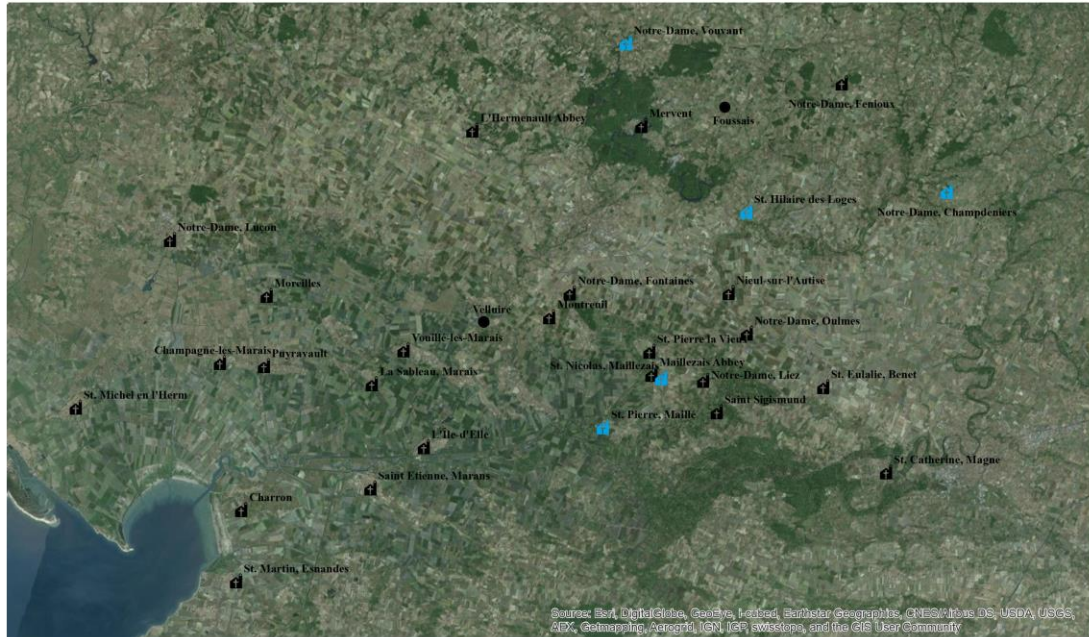 Notre-Dame, Vouvant
Notre-Dame, Fenioux
Foussais
L'Hermenault Abbey
Mervent
St. Hilaire des Loges
Notre-Dame, Champdeniers
Notre-Dame, Luçon
Moreilles
Notre-Dame, Fontaines
Nieul-sur-l'Autise
Velluire
Montreuil
Vouille-les-Marais
Notre-Dame, Oulmes
St. Pierre la Vieux
Champagne-les-Marais
Puyravault
St. Nicolas, Maillezais
Maillezais Abbey
La Sableau, Marais
Notre-Dame, Liez
St. Eulalie, Benet
St. Michel en l'Herm
Saint Sigismund
St. Pierre, Maille
L'Ile-d'Elle
St. Catherine, Magne
Saint Etienne, Marans
Charron
St. Martin, Esnandes
Source: Esri, DigitalGlobe, GeoEye, i-cubed, Earthstar Geographics, CNES/Airbus DS, USDA, USGS,
AEX, Getmapping, Aerogrid, IGN, IGP, swisstopo, and the GIS User Community